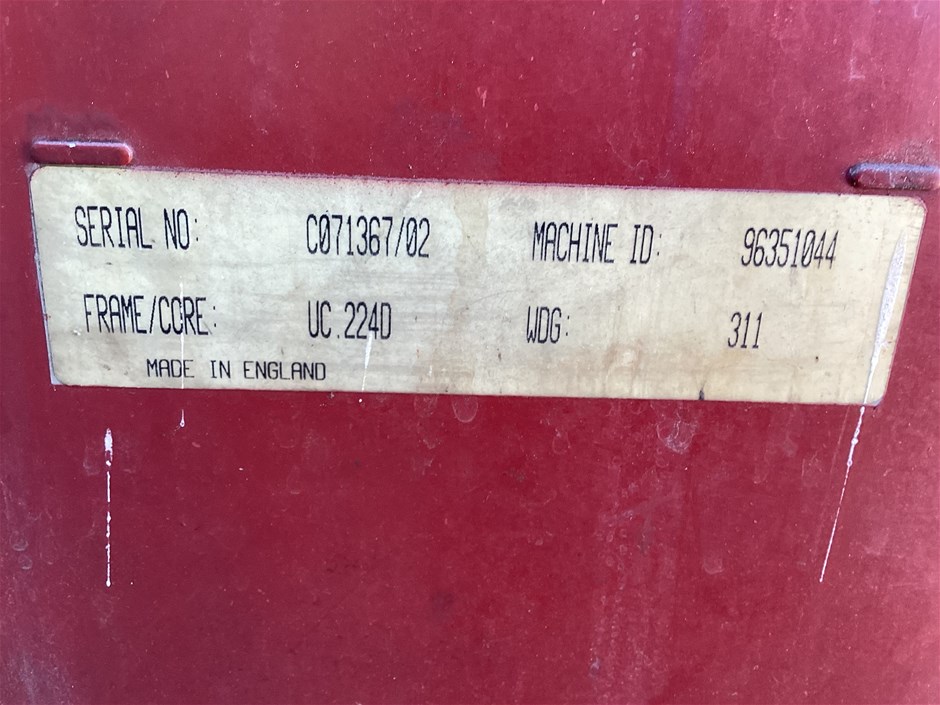 SERIAL NO: C071367/02 MACHINE ID: 96351044
FRAME/CORE: UC.224D WDG: 311
MADE IN ENGLAND